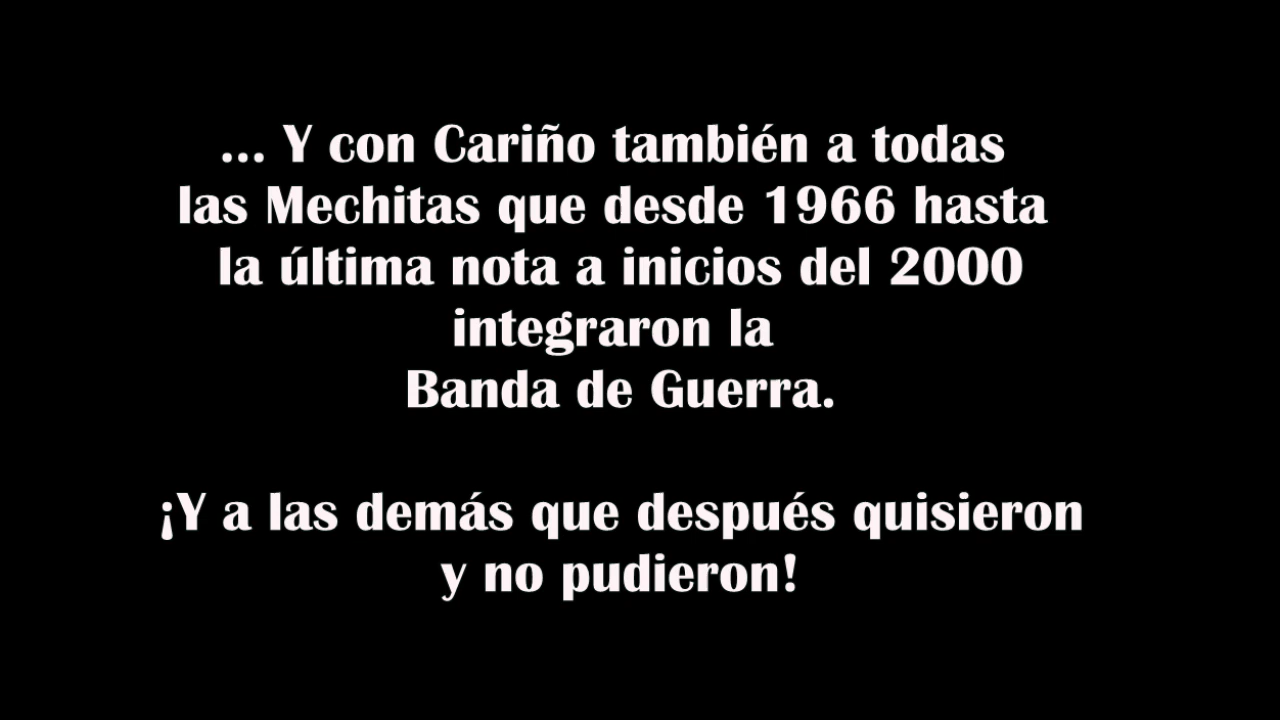 ... Y con Cariño también a todas
las Mechitas que desde 1966 hasta
la última nota a inicios del 2000
integraron la
Banda de Guerra.
¡Y a las demás que después quisieron
y no pudieron!